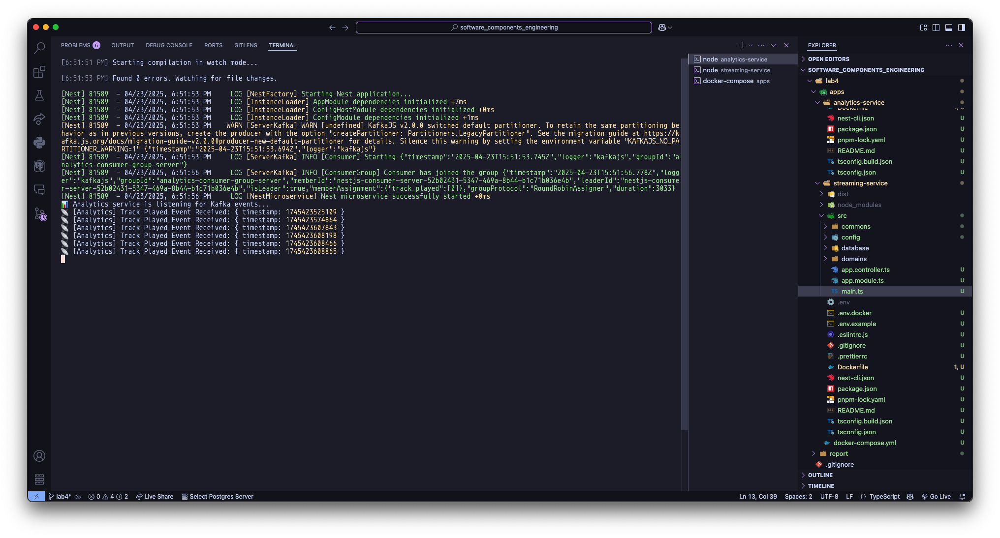 software_components_engineering
PROBLEMS 6 OUTPUT DEBUG CONSOLE PORTS GITLENS TERMINAL
[6:51:51 PM] Starting compilation in watch mode...
[6:51:53 PM] Found 0 errors. Watching for file changes.
[Nest] 81589  - 04/23/2025, 6:51:53 PM     LOG [NestFactory] Starting Nest application...
[Nest] 81589  - 04/23/2025, 6:51:53 PM     LOG [InstanceLoader] AppModule dependencies initialized +7ms
[Nest] 81589  - 04/23/2025, 6:51:53 PM     LOG [InstanceLoader] ConfigHostModule dependencies initialized +0ms
[Nest] 81589  - 04/23/2025, 6:51:53 PM     LOG [InstanceLoader] ConfigModule dependencies initialized +1ms
[Nest] 81589  - 04/23/2025, 6:51:53 PM    WARN [ServerKafka] WARN [undefined] KafkaJS v2.0.0 switched default partitioner. To retain the same partitioning be
havior as in previous versions, create the producer with the option "createPartitioner: Partitioners.LegacyPartitioner". See the migration guide at https://k
afka.js.org/docs/migration-guide-v2.0.0#producer-new-default-partitioner for details. Silence this warning by setting the environment variable "KAFKAJS_NO_PA
RTITIONER_WARNING=1" {"timestamp":"2025-04-23T15:51:53.694Z","logger":"kafkajs"}
[Nest] 81589  - 04/23/2025, 6:51:53 PM     LOG [ServerKafka] INFO [Consumer] Starting {"timestamp":"2025-04-23T15:51:53.745Z","logger":"kafkajs","groupId":"a
nalytics-consumer-group-server"}
[Nest] 81589  - 04/23/2025, 6:51:56 PM     LOG [ServerKafka] INFO [ConsumerGroup] Consumer has joined the group {"timestamp":"2025-04-23T15:51:56.778Z","logg
er":"kafkajs","groupId":"analytics-consumer-group-server","memberId":"nestjs-consumer-server-52b02431-5347-469a-8b44-b1c71b036e4b","leaderId":"nestjs-consume
r-server-52b02431-5347-469a-8b44-b1c71b036e4b","isLeader":true,"memberAssignment":{"track_played":[0]},"groupProtocol":"RoundRobinAssigner","duration":3033}
[Nest] 81589  - 04/23/2025, 6:51:56 PM     LOG [NestMicroservice] Nest microservice successfully started +0ms
📊 Analytics service is listening for Kafka events...
📡 [Analytics] Track Played Event Received: { timestamp: 1745423525109 }
📡 [Analytics] Track Played Event Received: { timestamp: 1745423574864 }
📡 [Analytics] Track Played Event Received: { timestamp: 1745423607843 }
📡 [Analytics] Track Played Event Received: { timestamp: 1745423608198 }
📡 [Analytics] Track Played Event Received: { timestamp: 1745423608466 }
📡 [Analytics] Track Played Event Received: { timestamp: 1745423608865 }
node analytics-service
node streaming-service
docker-compose apps
EXPLORER
OPEN EDITORS
SOFTWARE_COMPONENTS_ENGINEERING
lab4
apps
analytics-service
Dockerfile 1, U
nest-cli.json U
package.json U
pnpm-lock.yaml U
README.md U
tsconfig.build.json U
tsconfig.json U
streaming-service
dist
node_modules
src
commons
config
database
domains
app.controller.ts U
app.module.ts U
main.ts U
.env
.env.docker U
.env.example U
.eslintrc.js U
.gitignore U
.prettierrc U
Dockerfile 1, U
nest-cli.json U
package.json U
pnpm-lock.yaml U
README.md U
tsconfig.build.json U
tsconfig.json U
docker-compose.yml U
report
.gitignore
OUTLINE
TIMELINE
lab4* 0 4 2 Live Share Select Postgres Server Ln 13, Col 39 Spaces: 2 UTF-8 LF {} TypeScript Go Live